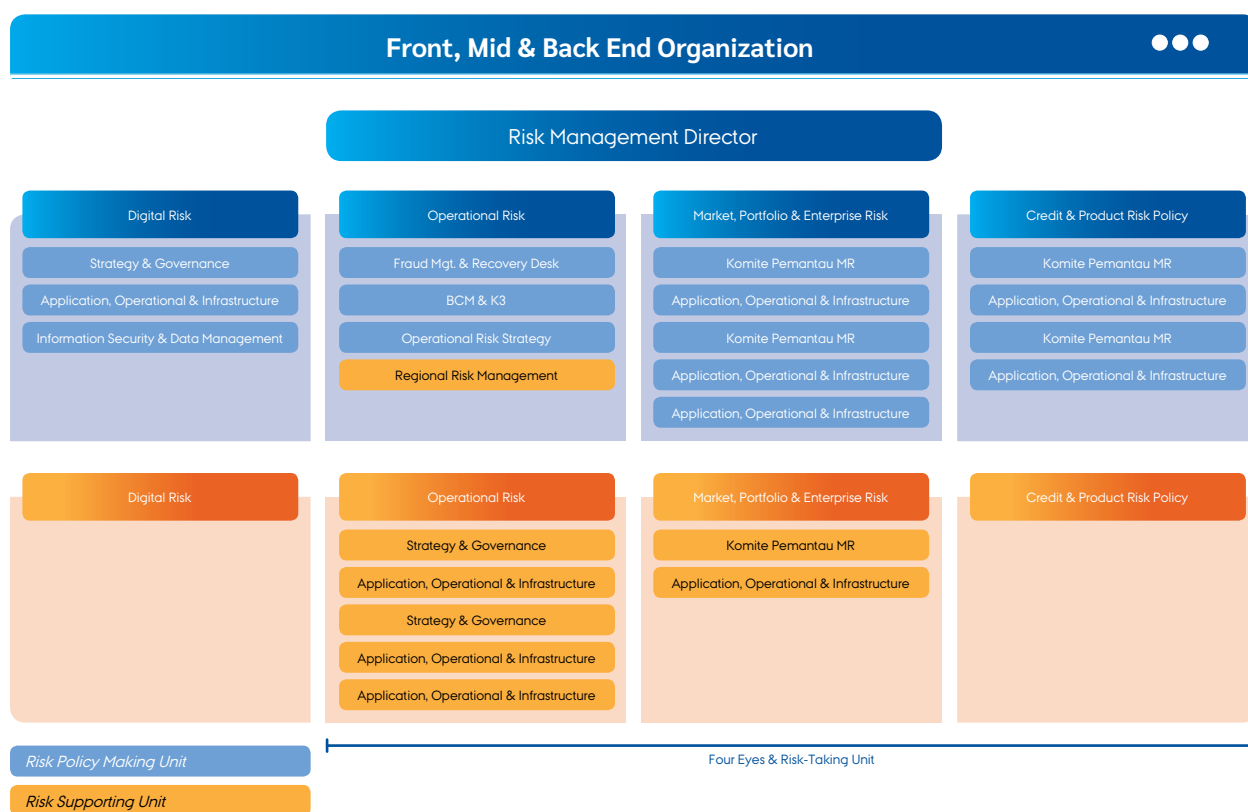 Front, Mid & Back End Organization
Risk Management Director
Digital Risk
Strategy & Governance
Application, Operational & Infrastructure
Information Security & Data Management
Operational Risk
Fraud Mgt. & Recovery Desk
BCM & K3
Operational Risk Strategy
Regional Risk Management
Market, Portfolio & Enterprise Risk
Komite Pemantau MR
Application, Operational & Infrastructure
Komite Pemantau MR
Application, Operational & Infrastructure
Application, Operational & Infrastructure
Credit & Product Risk Policy
Komite Pemantau MR
Application, Operational & Infrastructure
Komite Pemantau MR
Application, Operational & Infrastructure
Digital Risk
Operational Risk
Strategy & Governance
Application, Operational & Infrastructure
Strategy & Governance
Application, Operational & Infrastructure
Application, Operational & Infrastructure
Market, Portfolio & Enterprise Risk
Komite Pemantau MR
Application, Operational & Infrastructure
Credit & Product Risk Policy
Risk Policy Making Unit
Risk Supporting Unit
Four Eyes & Risk-Taking Unit